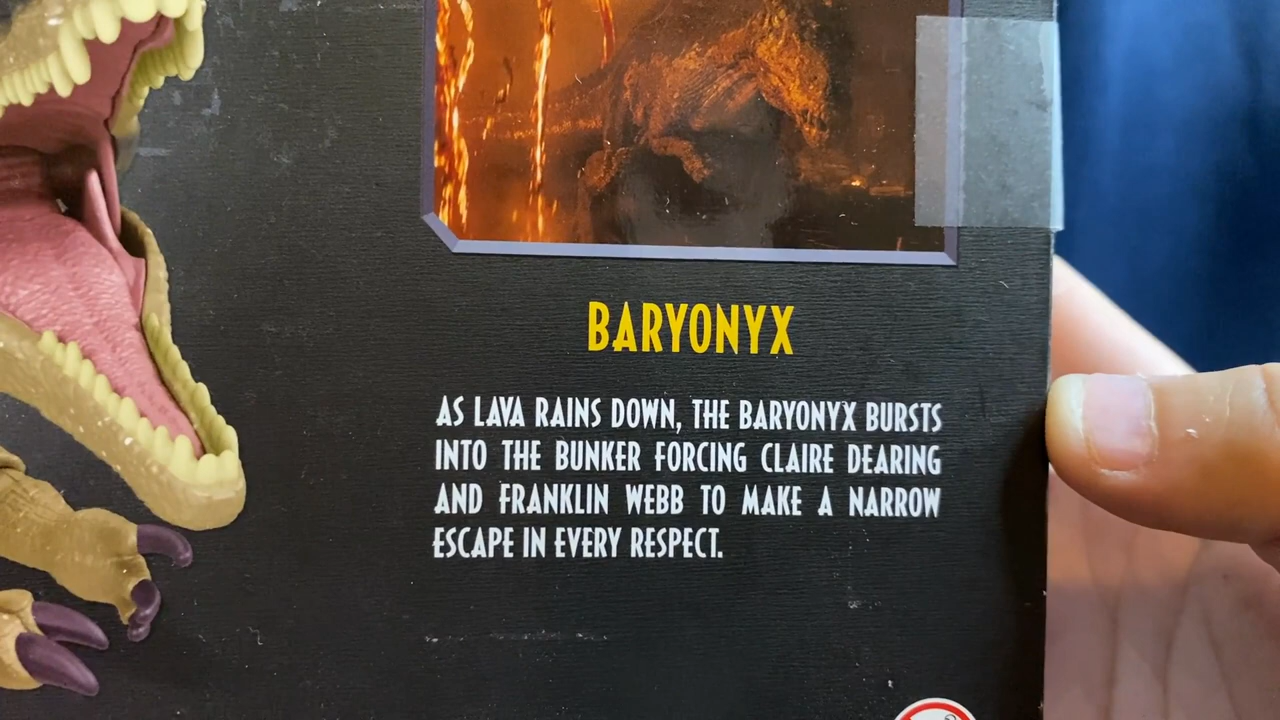 BARYONYX
AS LAVA RAINS DOWN, THE BARYONYX BURSTS
INTO THE BUNKER FORCING CLAIRE DEARING
AND FRANKLIN WEBB TO MAKE A NARROW
ESCAPE IN EVERY RESPECT.